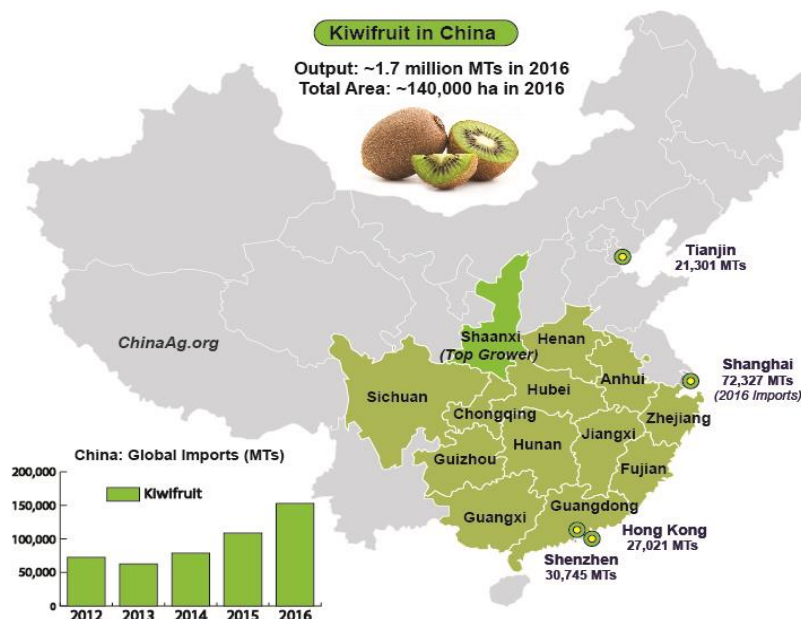 Kiwifruit in China
Output: ~1.7 million MTs in 2016
Total Area: ~140,000 ha in 2016
Tianjin
21,301 MTs
ChinaAg.org
Shaanxi
(Top Grower)
Henan
Shanghai
72,327 MTs
(2016 Imports)
Anhui
Sichuan
Hubei
Chongqing
Zhejiang
Hunan
Jiangxi
Guizhou
Fujian
Guangxi
Guangdong
Hong Kong
27,021 MTs
Shenzhen
30,745 MTs
China: Global Imports (MTs)
Kiwifruit
200,000
150,000
100,000
50,000
0
2012 2013 2014 2015 2016